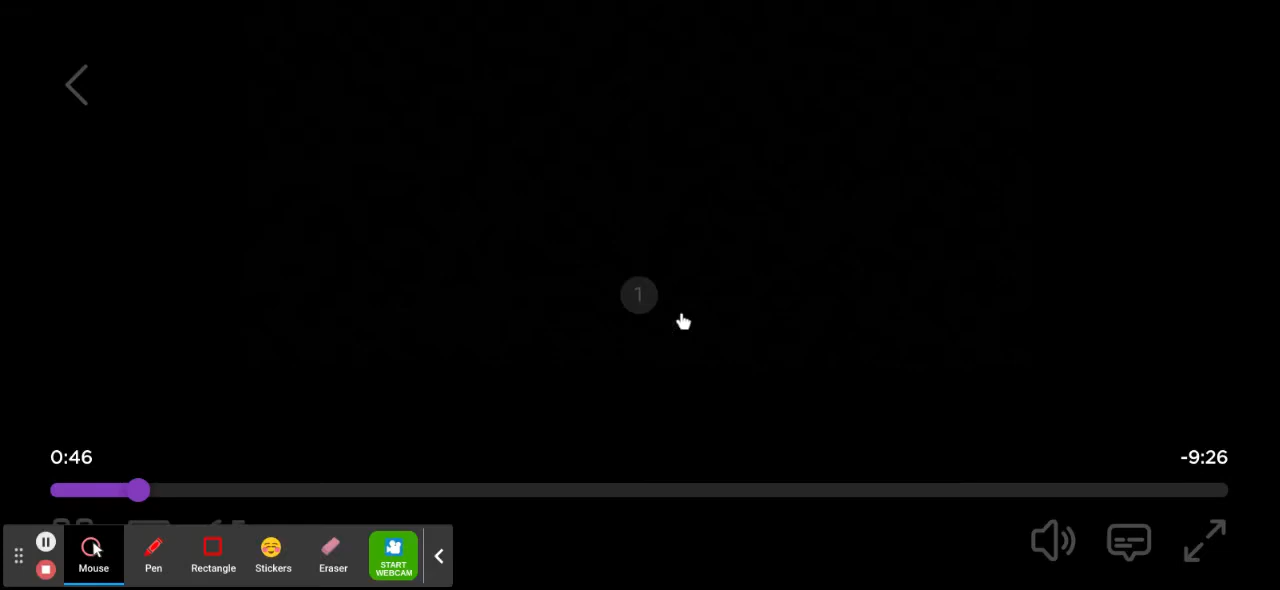 1
0:46
-9:26
Mouse
Pen
Rectangle
Stickers
Eraser
START
WEBCAM